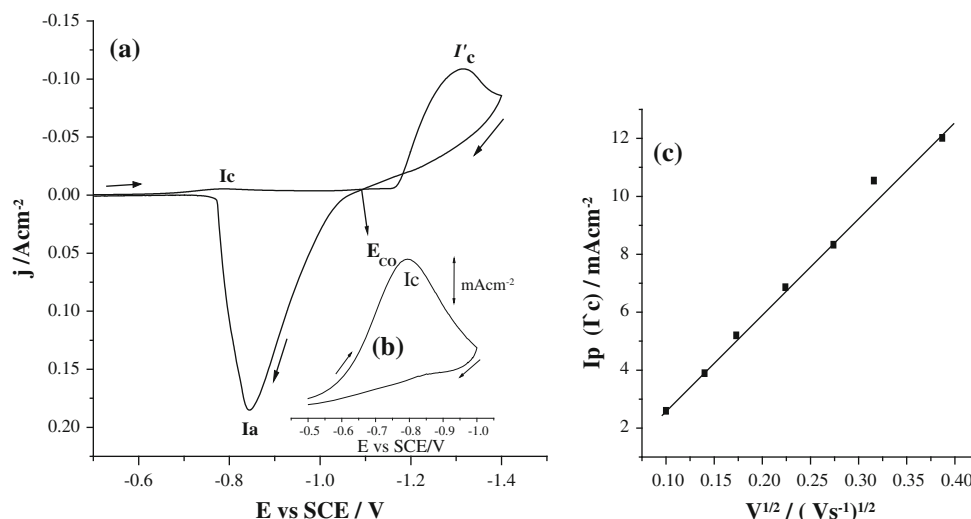 (a)
I'c
Ic
E_CO
Ia
-0.15
-0.10
-0.05
0.00
0.05
0.10
0.15
0.20
j /Acm-2
-0.6
-0.8
-1.0
-1.2
-1.4
E vs SCE / V
Ic
mAcm-2
(b)
-0.5
-0.6
-0.7
-0.8
-0.9
-1.0
E vs SCE/V
(c)
12
10
8
6
4
2
Ip (I`c) / mAcm-2
0.10
0.15
0.20
0.25
0.30
0.35
0.40
V1/2 / ( Vs-1)1/2